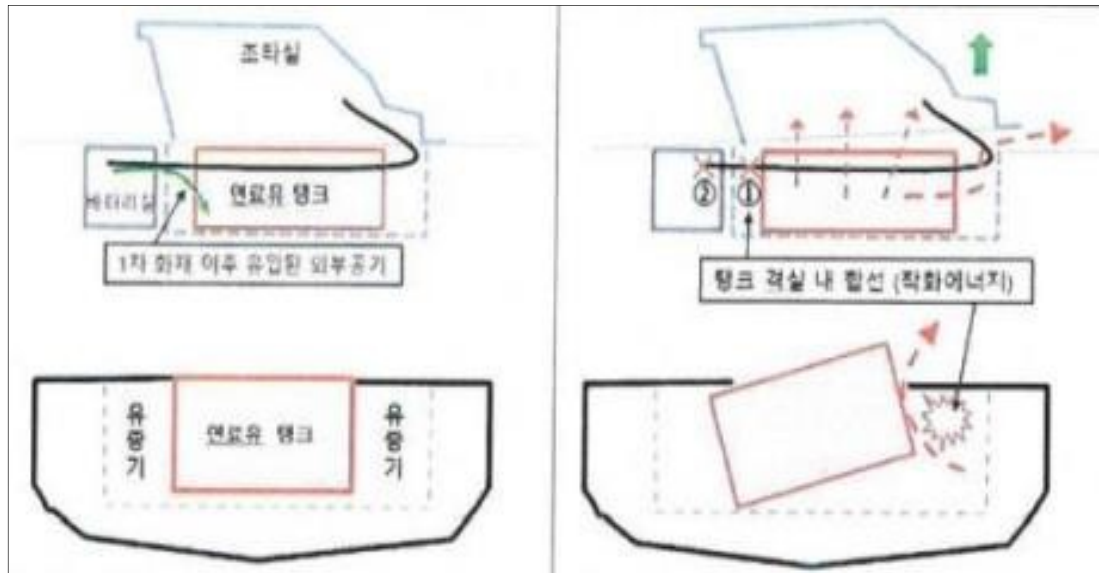 조타실
배터리실
연료유 탱크
1차 화재 이후 유입된 외부공기
유증기
연료유 탱크
유증기
②
①
탱크 격실 내 합선 (착화에너지)